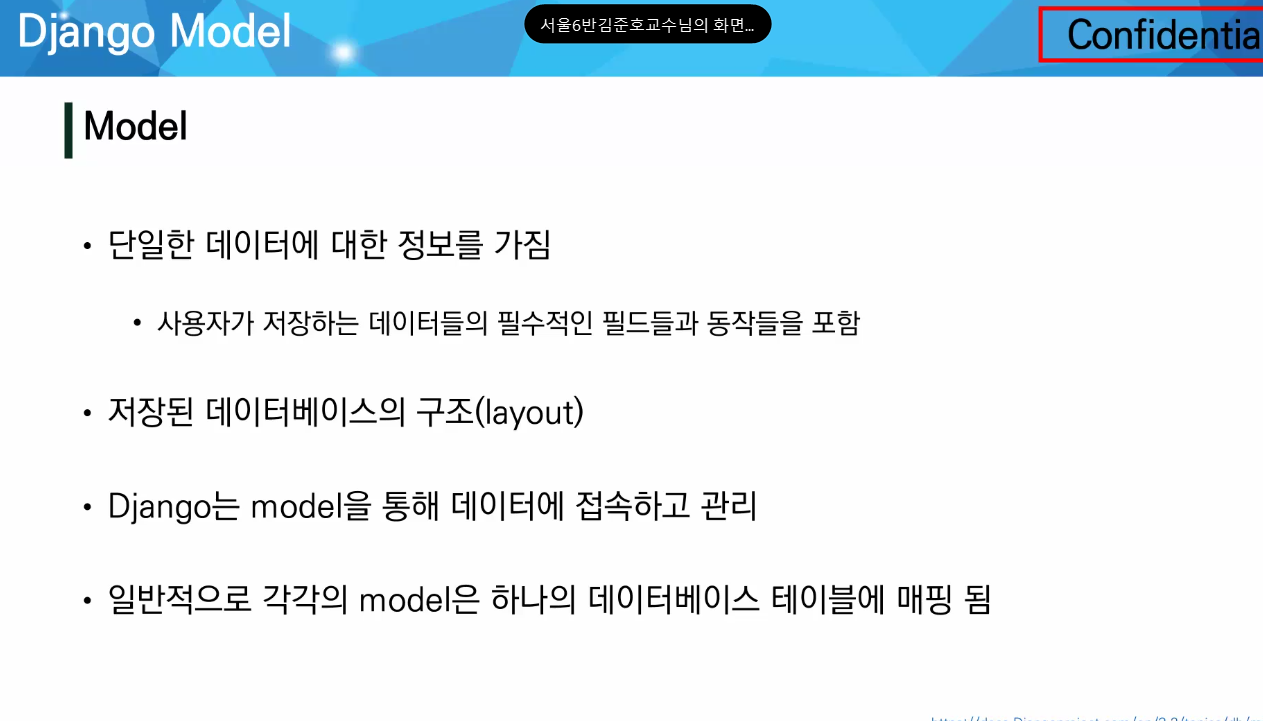 Django Model
서울6반김준호교수님의 화면...
Confidentia
Model
• 단일한 데이터에 대한 정보를 가짐
• 사용자가 저장하는 데이터들의 필수적인 필드들과 동작들을 포함
• 저장된 데이터베이스의 구조(layout)
• Django는 model을 통해 데이터에 접속하고 관리
• 일반적으로 각각의 model은 하나의 데이터베이스 테이블에 매핑 됨